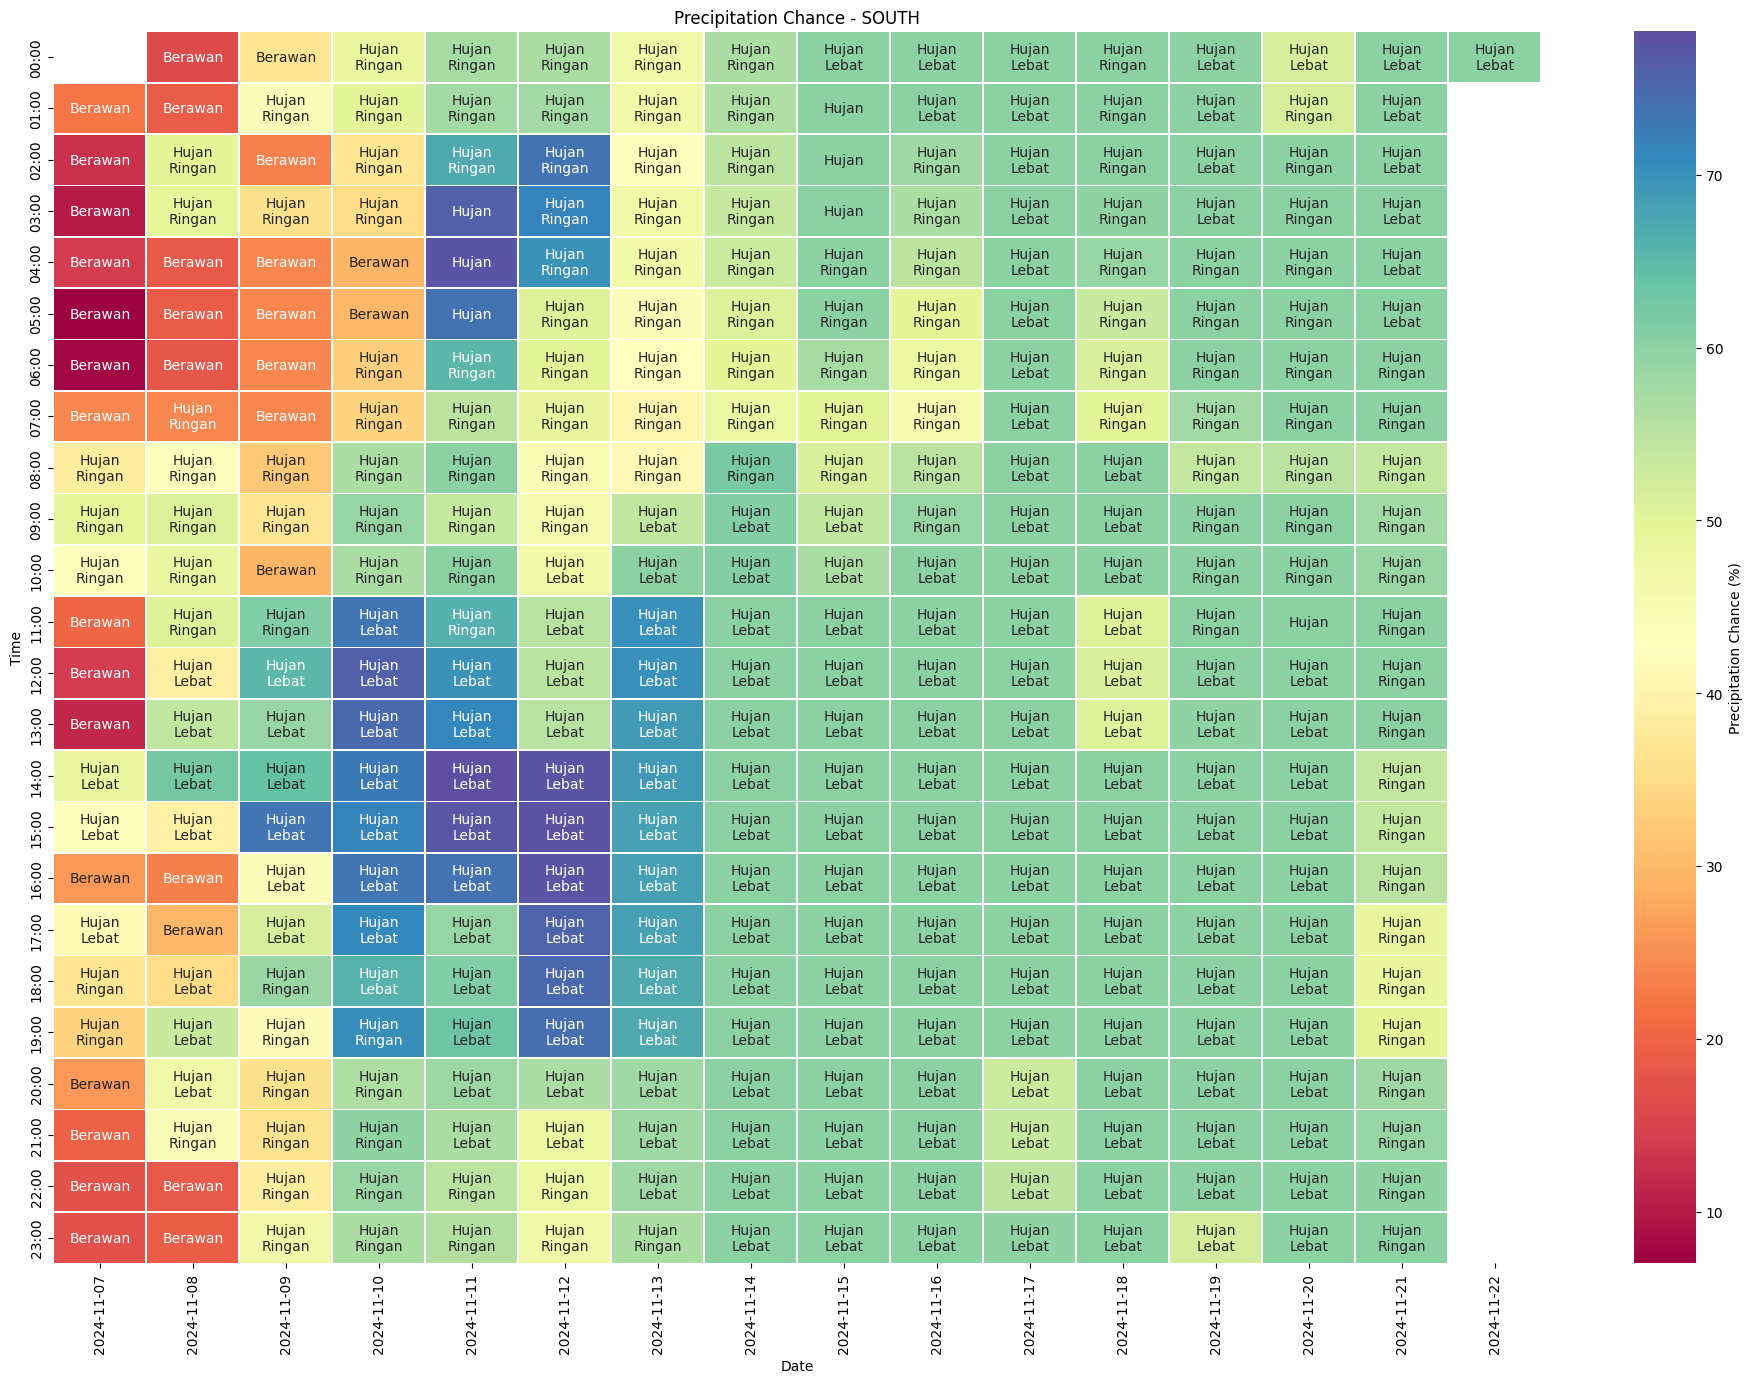 Precipitation Chance - SOUTH
00:00 Berawan Berawan Hujan Ringan Hujan Ringan Hujan Ringan Hujan Ringan Hujan Ringan Hujan Lebat Hujan Lebat Hujan Lebat Hujan Ringan Hujan Lebat Hujan Lebat Hujan Lebat Hujan Lebat
01:00 Berawan Berawan Hujan Ringan Hujan Ringan Hujan Ringan Hujan Ringan Hujan Ringan Hujan Ringan Hujan Hujan Lebat Hujan Lebat Hujan Ringan Hujan Lebat Hujan Ringan Hujan Lebat
02:00 Berawan Hujan Ringan Berawan Hujan Ringan Hujan Ringan Hujan Ringan Hujan Ringan Hujan Ringan Hujan Hujan Ringan Hujan Lebat Hujan Ringan Hujan Lebat Hujan Ringan Hujan Lebat
03:00 Berawan Hujan Ringan Hujan Ringan Hujan Ringan Hujan Hujan Ringan Hujan Ringan Hujan Ringan Hujan Hujan Ringan Hujan Lebat Hujan Ringan Hujan Lebat Hujan Ringan Hujan Lebat
04:00 Berawan Berawan Berawan Berawan Hujan Hujan Ringan Hujan Ringan Hujan Ringan Hujan Ringan Hujan Ringan Hujan Lebat Hujan Ringan Hujan Ringan Hujan Ringan Hujan Lebat
05:00 Berawan Berawan Berawan Berawan Hujan Hujan Ringan Hujan Ringan Hujan Ringan Hujan Ringan Hujan Ringan Hujan Lebat Hujan Ringan Hujan Ringan Hujan Ringan Hujan Lebat
06:00 Berawan Berawan Berawan Hujan Ringan Hujan Ringan Hujan Ringan Hujan Ringan Hujan Ringan Hujan Ringan Hujan Ringan Hujan Lebat Hujan Ringan Hujan Ringan Hujan Ringan Hujan Ringan
07:00 Berawan Hujan Ringan Berawan Hujan Ringan Hujan Ringan Hujan Ringan Hujan Ringan Hujan Ringan Hujan Ringan Hujan Ringan Hujan Lebat Hujan Ringan Hujan Ringan Hujan Ringan Hujan Ringan
08:00 Hujan Ringan Hujan Ringan Hujan Ringan Hujan Ringan Hujan Ringan Hujan Ringan Hujan Ringan Hujan Ringan Hujan Ringan Hujan Ringan Hujan Lebat Hujan Lebat Hujan Ringan Hujan Ringan Hujan Ringan
09:00 Hujan Ringan Hujan Ringan Hujan Ringan Hujan Ringan Hujan Ringan Hujan Ringan Hujan Lebat Hujan Lebat Hujan Lebat Hujan Ringan Hujan Lebat Hujan Lebat Hujan Ringan Hujan Ringan Hujan Ringan
10:00 Hujan Ringan Hujan Ringan Berawan Hujan Ringan Hujan Ringan Hujan Lebat Hujan Lebat Hujan Lebat Hujan Lebat Hujan Lebat Hujan Lebat Hujan Lebat Hujan Ringan Hujan Ringan Hujan Ringan
11:00 Berawan Hujan Ringan Hujan Ringan Hujan Lebat Hujan Ringan Hujan Lebat Hujan Lebat Hujan Lebat Hujan Lebat Hujan Lebat Hujan Lebat Hujan Lebat Hujan Ringan Hujan Hujan Ringan
12:00 Berawan Hujan Lebat Hujan Lebat Hujan Lebat Hujan Lebat Hujan Lebat Hujan Lebat Hujan Lebat Hujan Lebat Hujan Lebat Hujan Lebat Hujan Lebat Hujan Lebat Hujan Lebat Hujan Ringan
13:00 Berawan Hujan Lebat Hujan Lebat Hujan Lebat Hujan Lebat Hujan Lebat Hujan Lebat Hujan Lebat Hujan Lebat Hujan Lebat Hujan Lebat Hujan Lebat Hujan Lebat Hujan Lebat Hujan Ringan
14:00 Hujan Lebat Hujan Lebat Hujan Lebat Hujan Lebat Hujan Lebat Hujan Lebat Hujan Lebat Hujan Lebat Hujan Lebat Hujan Lebat Hujan Lebat Hujan Lebat Hujan Lebat Hujan Lebat Hujan Ringan
15:00 Hujan Lebat Hujan Lebat Hujan Lebat Hujan Lebat Hujan Lebat Hujan Lebat Hujan Lebat Hujan Lebat Hujan Lebat Hujan Lebat Hujan Lebat Hujan Lebat Hujan Lebat Hujan Lebat Hujan Ringan
16:00 Berawan Berawan Hujan Lebat Hujan Lebat Hujan Lebat Hujan Lebat Hujan Lebat Hujan Lebat Hujan Lebat Hujan Lebat Hujan Lebat Hujan Lebat Hujan Lebat Hujan Lebat Hujan Ringan
17:00 Hujan Lebat Berawan Hujan Lebat Hujan Lebat Hujan Lebat Hujan Lebat Hujan Lebat Hujan Lebat Hujan Lebat Hujan Lebat Hujan Lebat Hujan Lebat Hujan Lebat Hujan Lebat Hujan Ringan
18:00 Hujan Ringan Hujan Lebat Hujan Ringan Hujan Lebat Hujan Lebat Hujan Lebat Hujan Lebat Hujan Lebat Hujan Lebat Hujan Lebat Hujan Lebat Hujan Lebat Hujan Lebat Hujan Lebat Hujan Ringan
19:00 Hujan Ringan Hujan Lebat Hujan Ringan Hujan Ringan Hujan Lebat Hujan Lebat Hujan Lebat Hujan Lebat Hujan Lebat Hujan Lebat Hujan Lebat Hujan Lebat Hujan Lebat Hujan Lebat Hujan Ringan
20:00 Berawan Hujan Lebat Hujan Ringan Hujan Ringan Hujan Lebat Hujan Lebat Hujan Lebat Hujan Lebat Hujan Lebat Hujan Lebat Hujan Lebat Hujan Lebat Hujan Lebat Hujan Lebat Hujan Ringan
21:00 Berawan Hujan Ringan Hujan Ringan Hujan Ringan Hujan Lebat Hujan Lebat Hujan Lebat Hujan Lebat Hujan Lebat Hujan Lebat Hujan Lebat Hujan Lebat Hujan Lebat Hujan Lebat Hujan Ringan
22:00 Berawan Berawan Hujan Ringan Hujan Ringan Hujan Ringan Hujan Ringan Hujan Lebat Hujan Lebat Hujan Lebat Hujan Lebat Hujan Lebat Hujan Lebat Hujan Lebat Hujan Lebat Hujan Ringan
23:00 Berawan Berawan Hujan Ringan Hujan Ringan Hujan Ringan Hujan Ringan Hujan Ringan Hujan Lebat Hujan Lebat Hujan Lebat Hujan Lebat Hujan Lebat Hujan Lebat Hujan Lebat Hujan Ringan
Time
2024-11-07
2024-11-08
2024-11-09
2024-11-10
2024-11-11
2024-11-12
2024-11-13
2024-11-14
2024-11-15
2024-11-16
2024-11-17
2024-11-18
2024-11-19
2024-11-20
2024-11-21
2024-11-22
Date
70
60
50
40
30
20
10
Precipitation Chance (%)